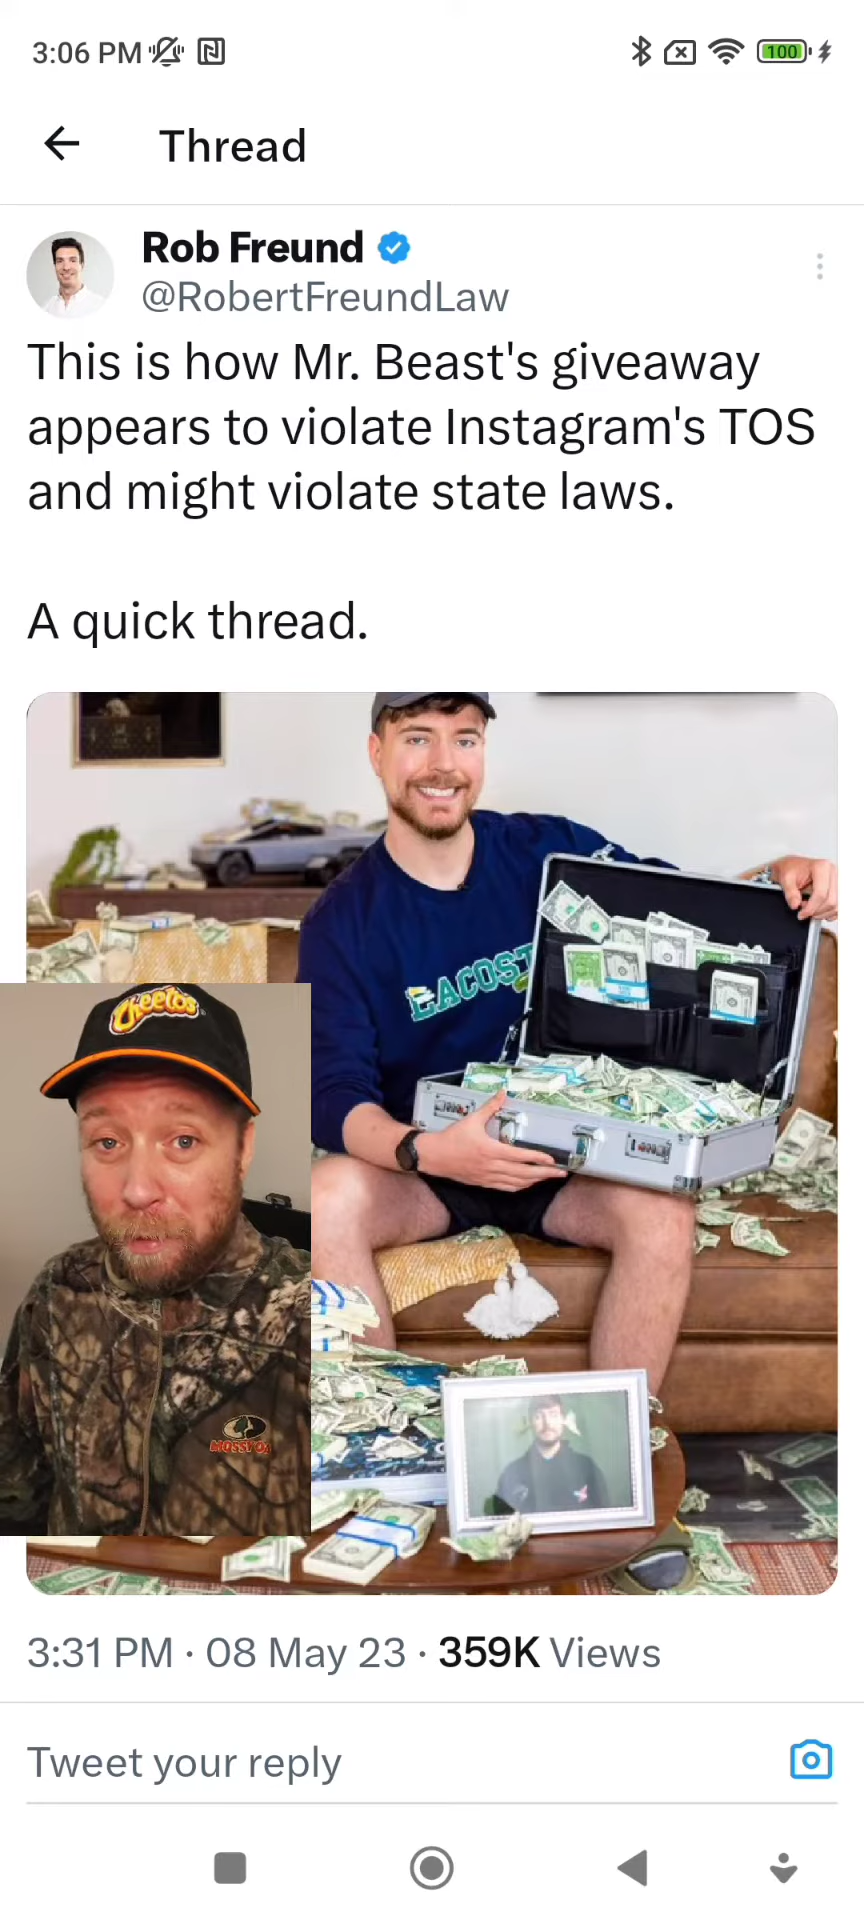 3:06 PM
100
Thread
Rob Freund
@RobertFreundLaw
This is how Mr. Beast's giveaway
appears to violate Instagram's TOS
and might violate state laws.
A quick thread.
LACOST
Cheetos
MOSSY OA
3:31 PM · 08 May 23 · 359K Views
Tweet your reply